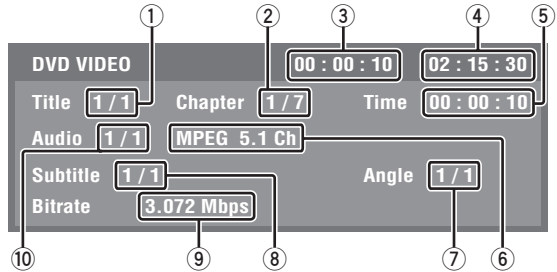 ① ② ③ ④ ⑤
DVD VIDEO 00 : 00 : 10 02 : 15 : 30
Title 1 / 1 Chapter 1 / 7 Time 00 : 00 : 10
Audio 1 / 1 MPEG 5.1 Ch
Subtitle 1 / 1 Angle 1 / 1
Bitrate 3.072 Mbps
⑩ ⑨ ⑧ ⑦ ⑥